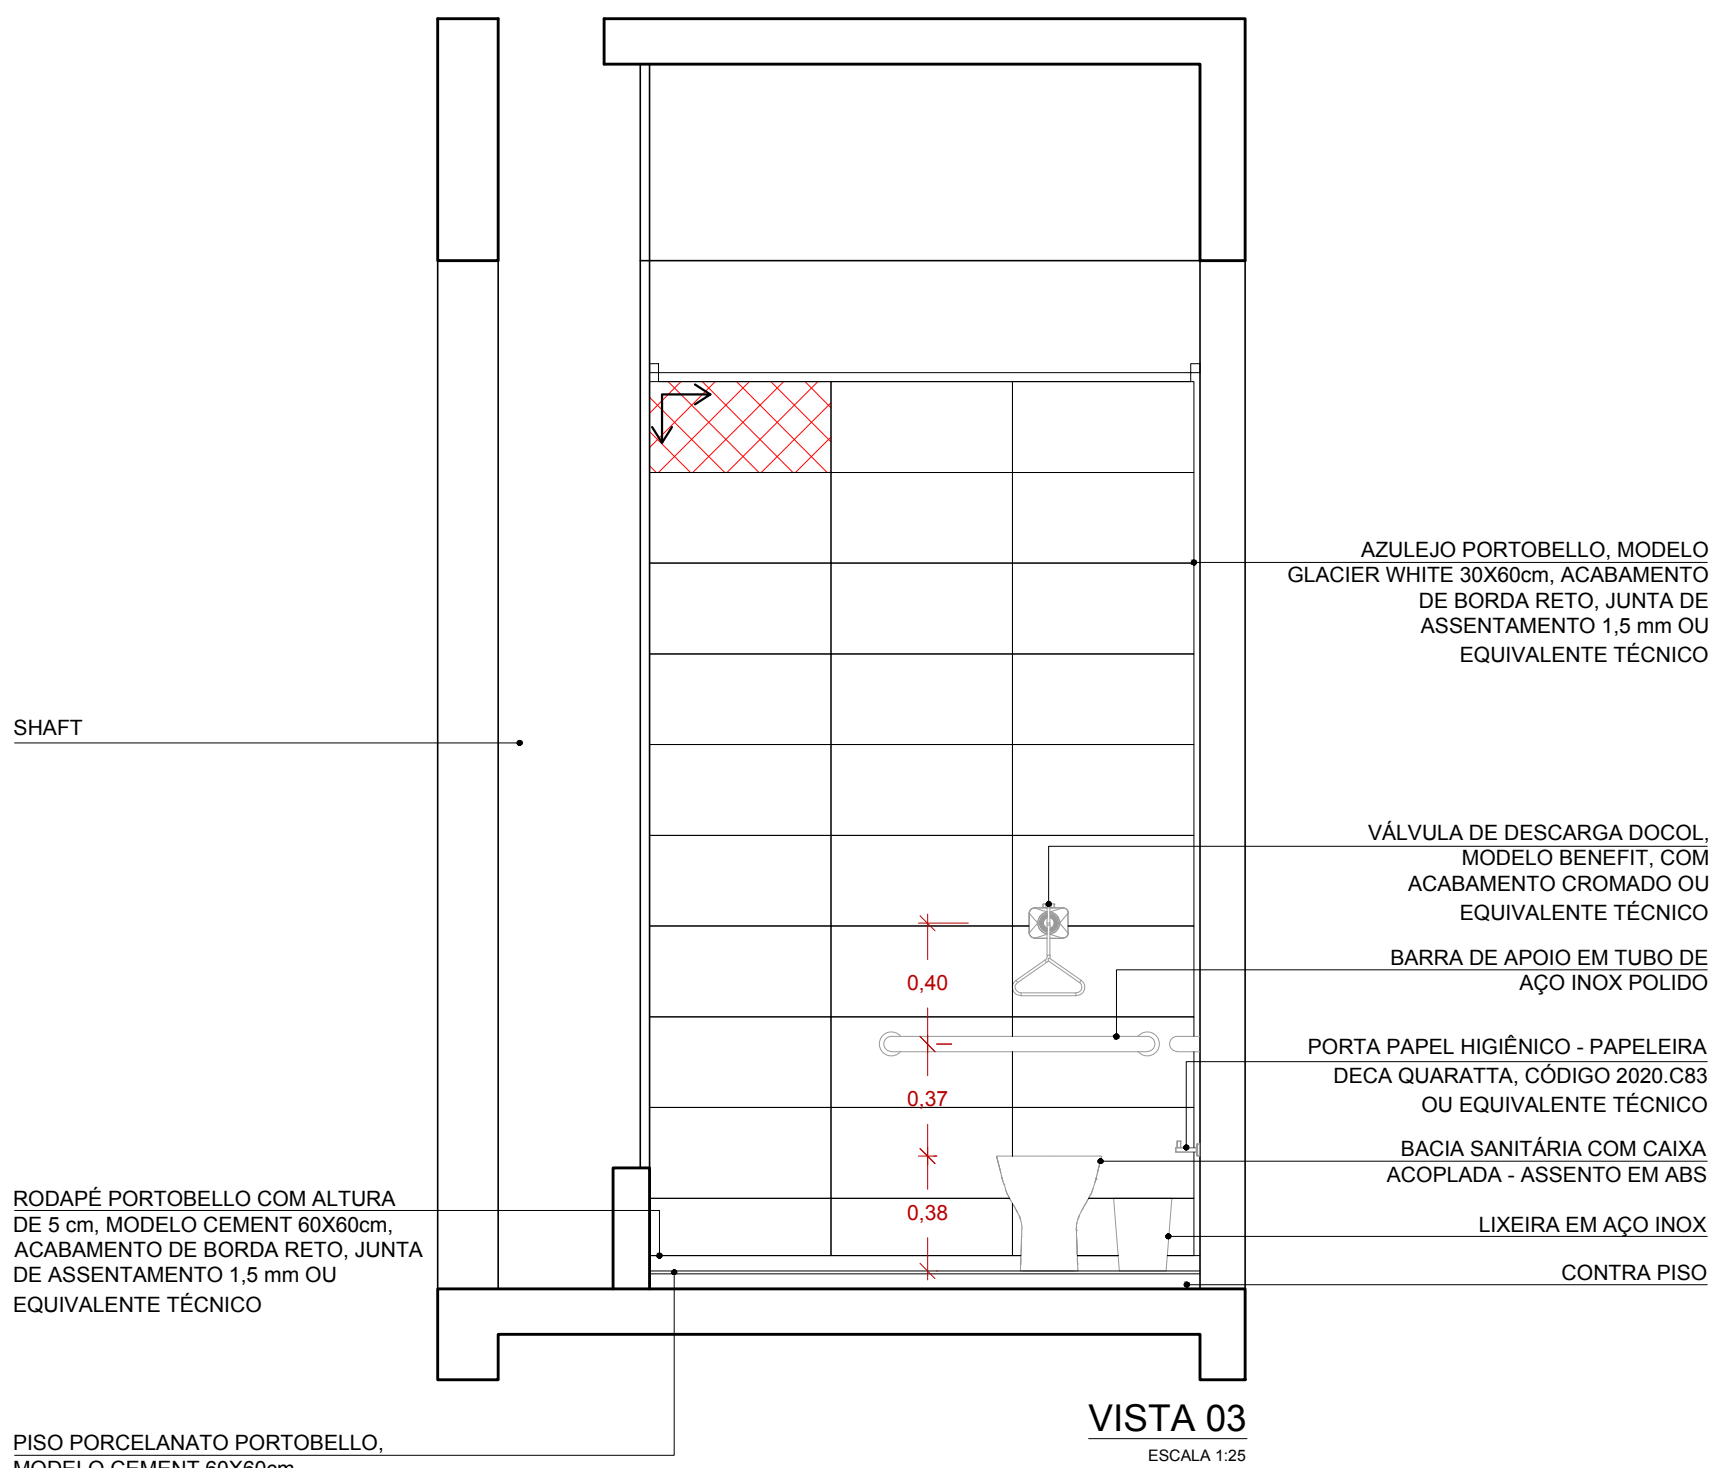 AZULEJO PORTOBELLO, MODELO
GLACIER WHITE 30X60cm, ACABAMENTO
DE BORDA RETO, JUNTA DE
ASSENTAMENTO 1,5 mm OU
EQUIVALENTE TÉCNICO
SHAFT
VÁLVULA DE DESCARGA DOCOL,
MODELO BENEFIT, COM
ACABAMENTO CROMADO OU
EQUIVALENTE TÉCNICO
BARRA DE APOIO EM TUBO DE
AÇO INOX POLIDO
0,40
PORTA PAPEL HIGIÊNICO - PAPELEIRA
DECA QUARATTA, CÓDIGO 2020.C83
OU EQUIVALENTE TÉCNICO
0,37
BACIA SANITÁRIA COM CAIXA
ACOPLADA - ASSENTO EM ABS
0,38
LIXEIRA EM AÇO INOX
CONTRA PISO
RODAPÉ PORTOBELLO COM ALTURA
DE 5 cm, MODELO CEMENT 60X60cm,
ACABAMENTO DE BORDA RETO, JUNTA
DE ASSENTAMENTO 1,5 mm OU
EQUIVALENTE TÉCNICO
VISTA 03
ESCALA 1:25
PISO PORCELANATO PORTOBELLO,
MODELO CEMENT 60X60cm